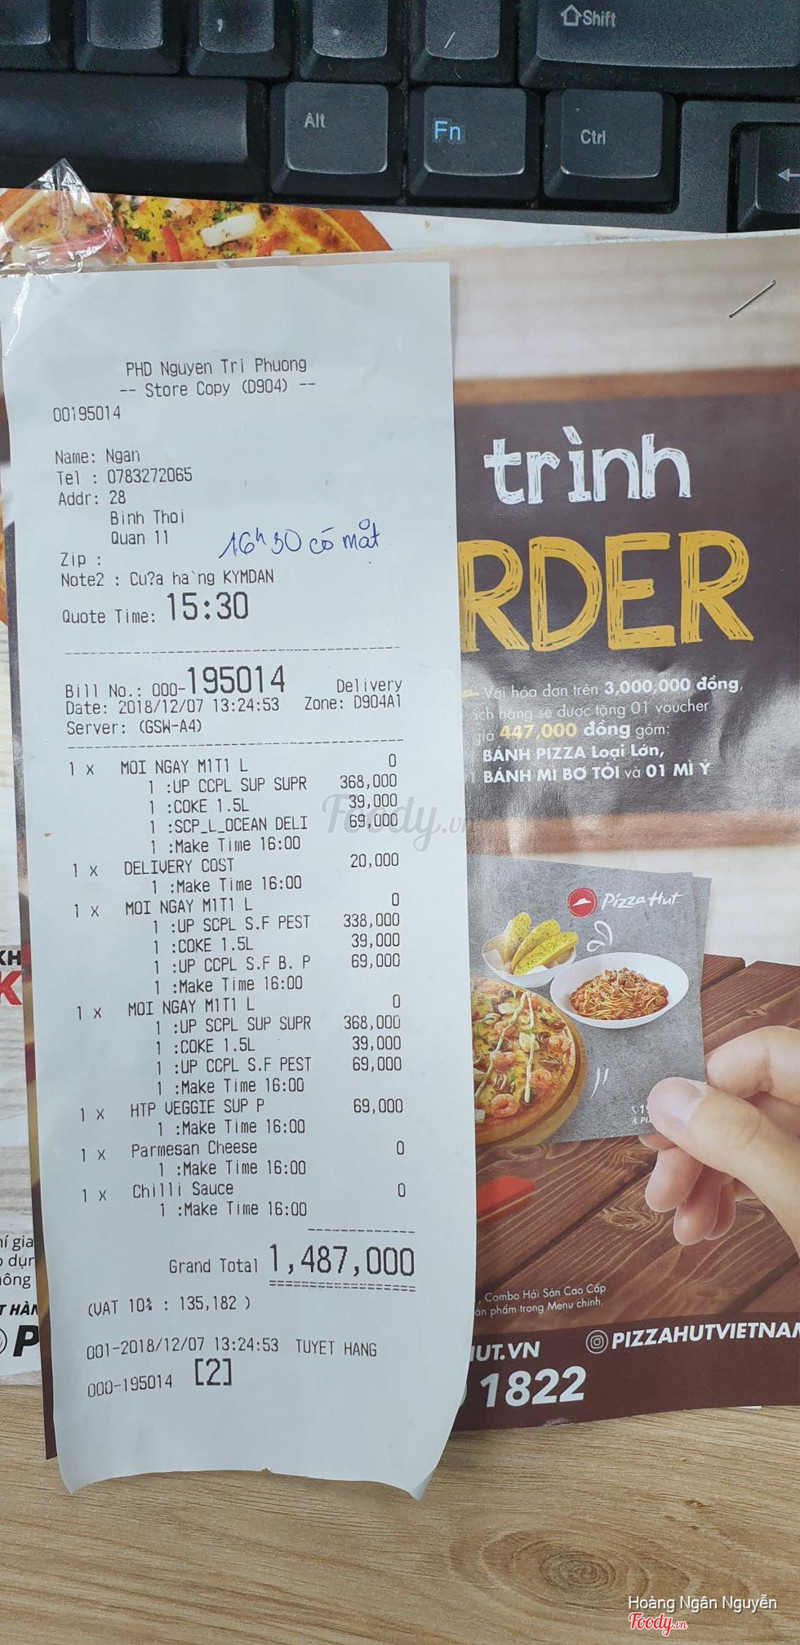 Shift
Alt
Fn
Ctrl
PHD Nguyen Tri Phuong
-- Store Copy (D904) --
00195014
Name: Ngan
Tel : 0783272065
Addr: 28
Binh Thoi
Quan 11
16h30 có mặt
Zip :
Note2 : Cu?a ha`ng KYMDAN
Quote Time: 15:30
Bill No.: 000-195014 Delivery
Date: 2018/12/07 13:24:53 Zone: D904A1
Server: (GSW-A4)
1 x MOI NGAY M1T1 L 0
1 :UP CCPL SUP SUPR 368,000
1 :COKE 1.5L 39,000
1 :SCP_L_OCEAN DELI 69,000
1 :Make Time 16:00
1 x DELIVERY COST 20,000
1 :Make Time 16:00
1 x MOI NGAY M1T1 L 0
1 :UP SCPL S.F PEST 338,000
1 :COKE 1.5L 39,000
1 :UP CCPL S.F B. P 69,000
1 :Make Time 16:00
1 x MOI NGAY M1T1 L 0
1 :UP SCPL SUP SUPR 368,000
1 :COKE 1.5L 39,000
1 :UP CCPL S.F PEST 69,000
1 :Make Time 16:00
1 x HTP VEGGIE SUP P 69,000
1 :Make Time 16:00
1 x Parmesan Cheese 0
1 :Make Time 16:00
1 x Chilli Sauce 0
1 :Make Time 16:00
Grand Total 1,487,000
(VAT 10% : 135,182 )
001-2018/12/07 13:24:53 TUYET HANG
000-195014 [2]
trình
RDER
Với hóa đơn trên 3,000,000 đồng,
ch hàng sẽ được tặng 01 voucher
giá 447,000 đồng gồm:
BÁNH PIZZA Loại Lớn,
BÁNH MÌ BƠ TỎI và 01 MÌ Ý
Pizza Hut
, Combo Hải Sản Cao Cấp
ản phẩm trong Menu chính.
HUT.VN PIZZAHUTVIETNAM
1822
Foody.vn
Hoàng Ngân Nguyễn
Foody.vn